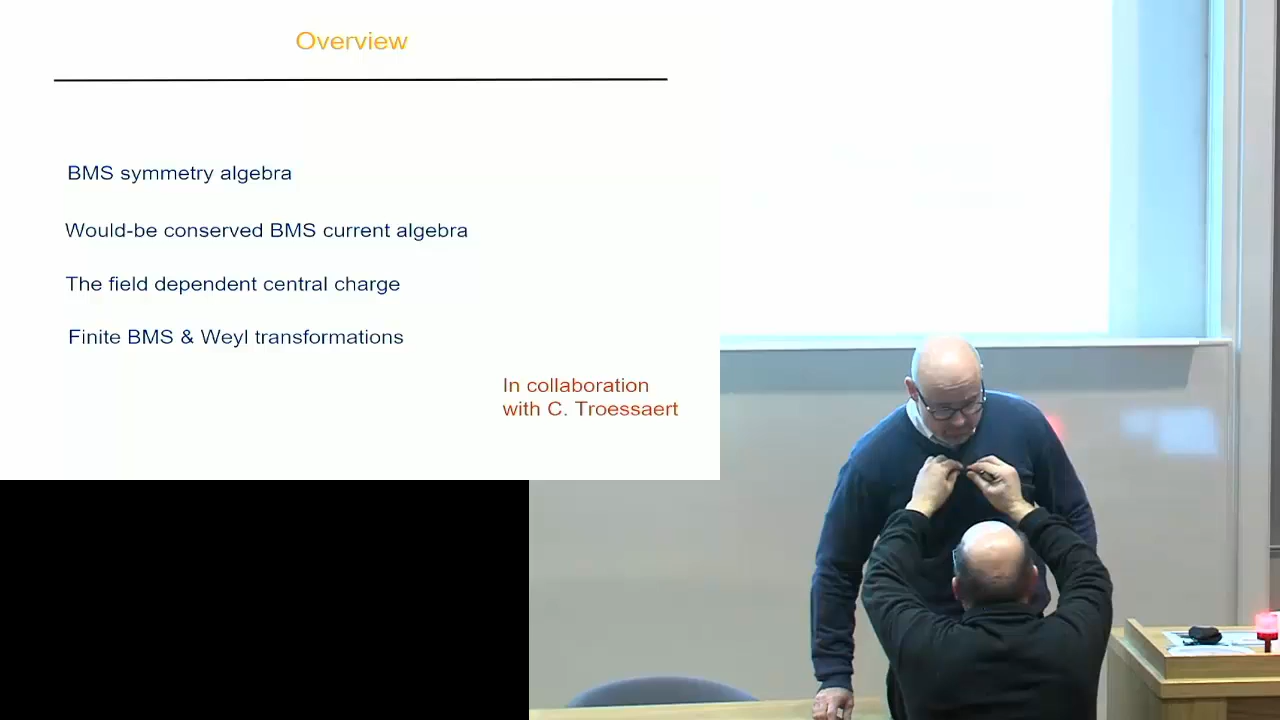 Overview
BMS symmetry algebra
Would-be conserved BMS current algebra
The field dependent central charge
Finite BMS & Weyl transformations
In collaboration
with C. Troessaert